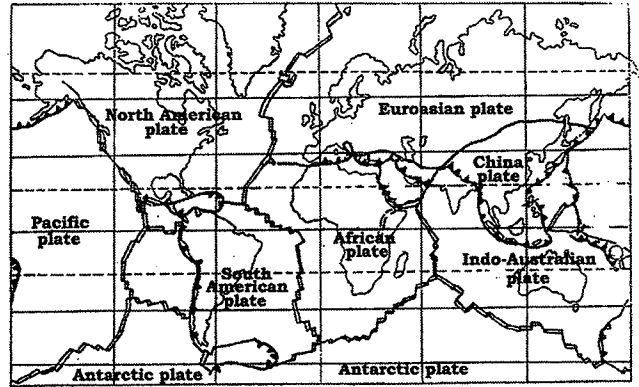 North American
plate
Euroasian plate
China
plate
Pacific
plate
African
plate
Indo-Australian
plate
South
American
plate
Antarctic plate
Antarctic plate